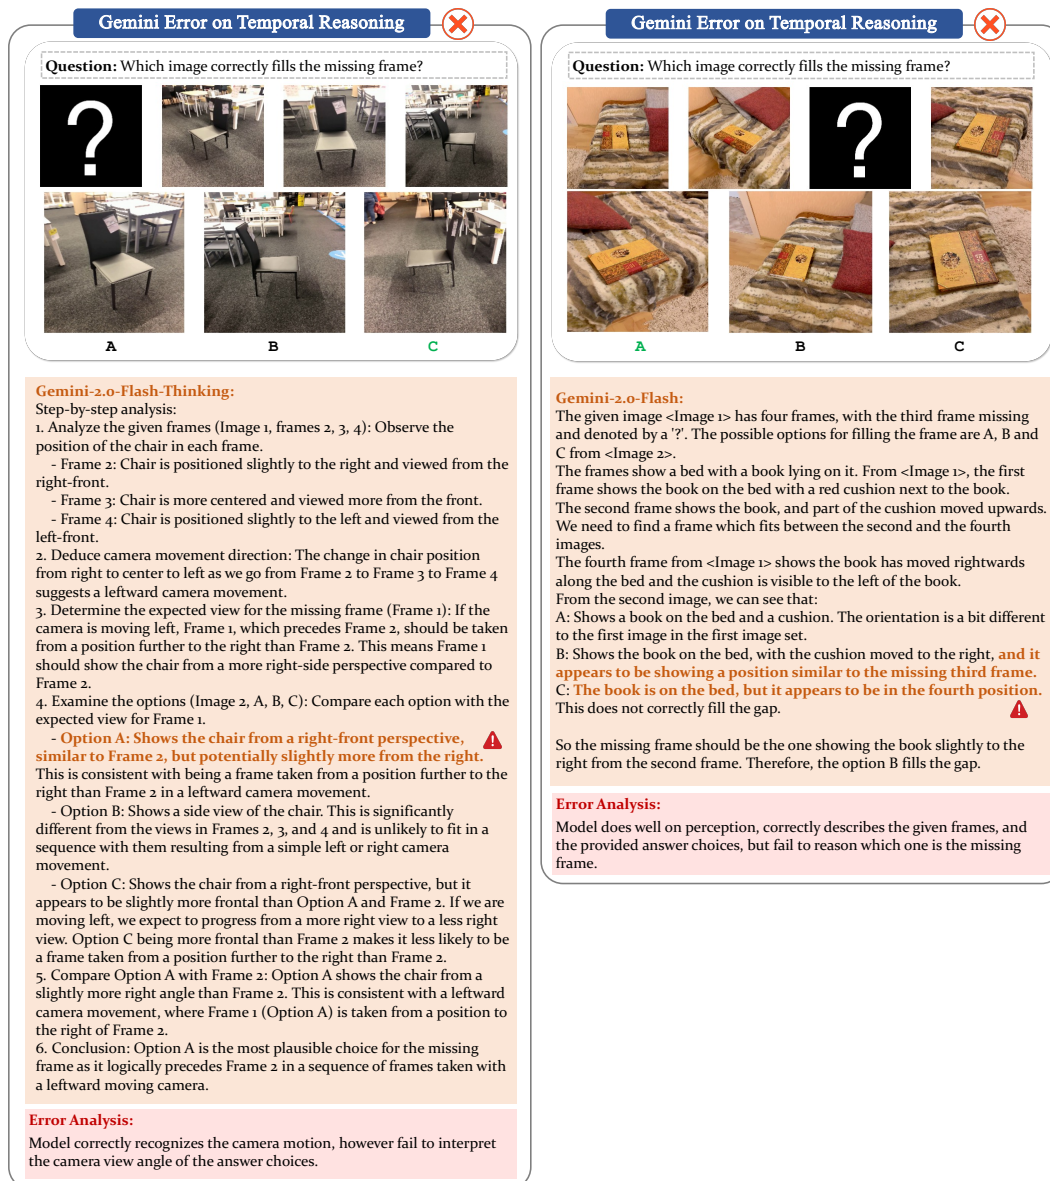 Gemini Error on Temporal Reasoning
Question: Which image correctly fills the missing frame?
?
A
B
C
Gemini-2.0-Flash-Thinking:
Step-by-step analysis:
1. Analyze the given frames (Image 1, frames 2, 3, 4): Observe the
position of the chair in each frame.
- Frame 2: Chair is positioned slightly to the right and viewed from the
right-front.
- Frame 3: Chair is more centered and viewed more from the front.
- Frame 4: Chair is positioned slightly to the left and viewed from the
left-front.
2. Deduce camera movement direction: The change in chair position
from right to center to left as we go from Frame 2 to Frame 3 to Frame 4
suggests a leftward camera movement.
3. Determine the expected view for the missing frame (Frame 1): If the
camera is moving left, Frame 1, which precedes Frame 2, should be taken
from a position further to the right than Frame 2. This means Frame 1
should show the chair from a more right-side perspective compared to
Frame 2.
4. Examine the options (Image 2, A, B, C): Compare each option with the
expected view for Frame 1.
- Option A: Shows the chair from a right-front perspective,
similar to Frame 2, but potentially slightly more from the right.
This is consistent with being a frame taken from a position further to the
right than Frame 2 in a leftward camera movement.
- Option B: Shows a side view of the chair. This is significantly
different from the views in Frames 2, 3, and 4 and is unlikely to fit in a
sequence with them resulting from a simple left or right camera
movement.
- Option C: Shows the chair from a right-front perspective, but it
appears to be slightly more frontal than Option A and Frame 2. If we are
moving left, we expect to progress from a more right view to a less right
view. Option C being more frontal than Frame 2 makes it less likely to be
a frame taken from a position further to the right than Frame 2.
5. Compare Option A with Frame 2: Option A shows the chair from a
slightly more right angle than Frame 2. This is consistent with a leftward
camera movement, where Frame 1 (Option A) is taken from a position to
the right of Frame 2.
6. Conclusion: Option A is the most plausible choice for the missing
frame as it logically precedes Frame 2 in a sequence of frames taken with
a leftward moving camera.
Error Analysis:
Model correctly recognizes the camera motion, however fail to interpret
the camera view angle of the answer choices.
Gemini Error on Temporal Reasoning
Question: Which image correctly fills the missing frame?
?
A
B
C
Gemini-2.0-Flash:
The given image <Image 1> has four frames, with the third frame missing
and denoted by a '?'. The possible options for filling the frame are A, B and
C from <Image 2>.
The frames show a bed with a book lying on it. From <Image 1>, the first
frame shows the book on the bed with a red cushion next to the book.
The second frame shows the book, and part of the cushion moved upwards.
We need to find a frame which fits between the second and the fourth
images.
The fourth frame from <Image 1> shows the book has moved rightwards
along the bed and the cushion is visible to the left of the book.
From the second image, we can see that:
A: Shows a book on the bed and a cushion. The orientation is a bit different
to the first image in the first image set.
B: Shows the book on the bed, with the cushion moved to the right, and it
appears to be showing a position similar to the missing third frame.
C: The book is on the bed, but it appears to be in the fourth position.
This does not correctly fill the gap.
So the missing frame should be the one showing the book slightly to the
right from the second frame. Therefore, the option B fills the gap.
Error Analysis:
Model does well on perception, correctly describes the given frames, and
the provided answer choices, but fail to reason which one is the missing
frame.